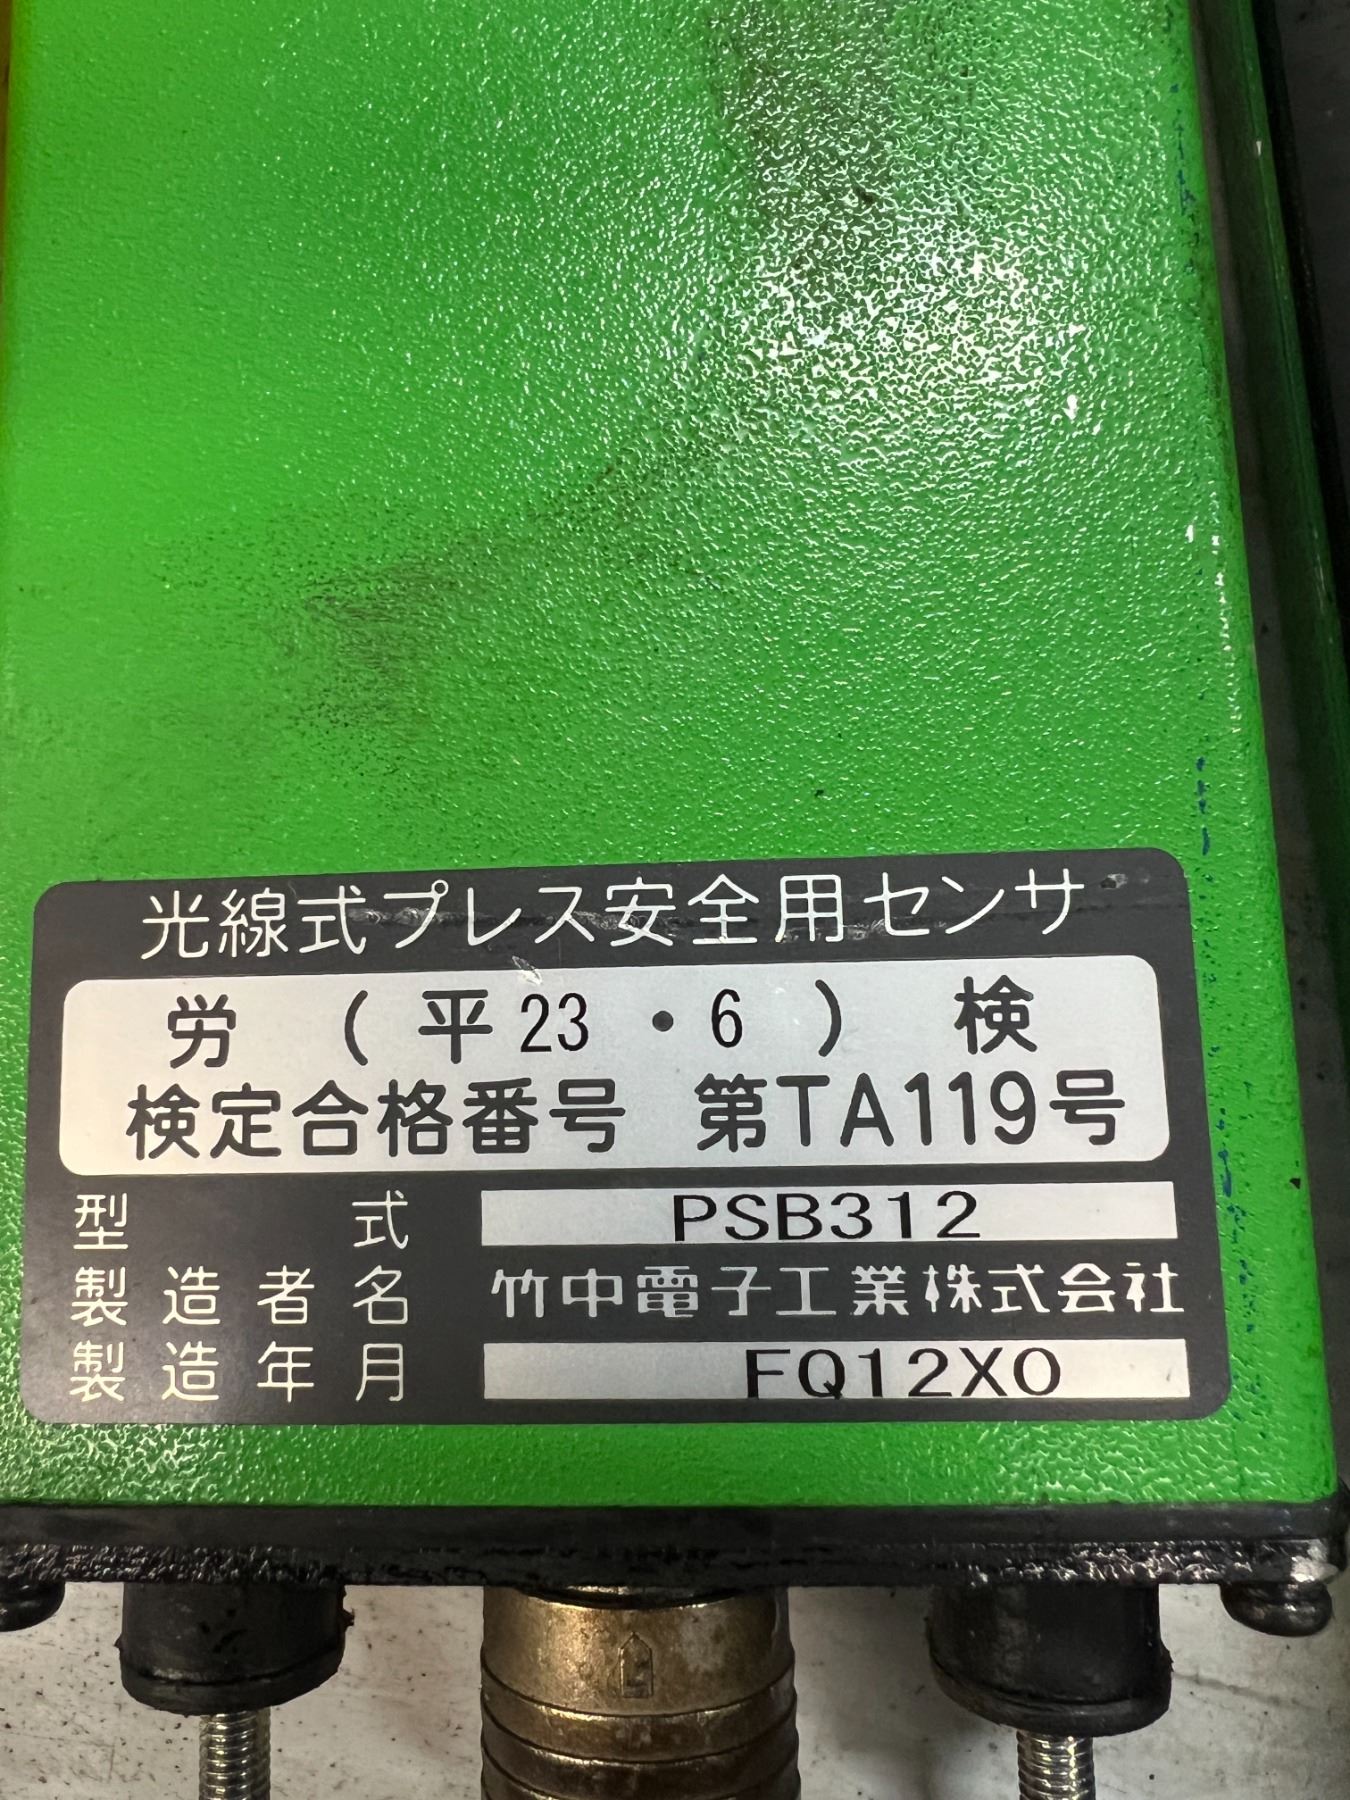 光線式プレス安全用センサ
労 (平23・6) 検
検定合格番号 第TA119号
型式 PSB312
製造者名 竹中電子工業株式会社
製造年月 FQ12XO